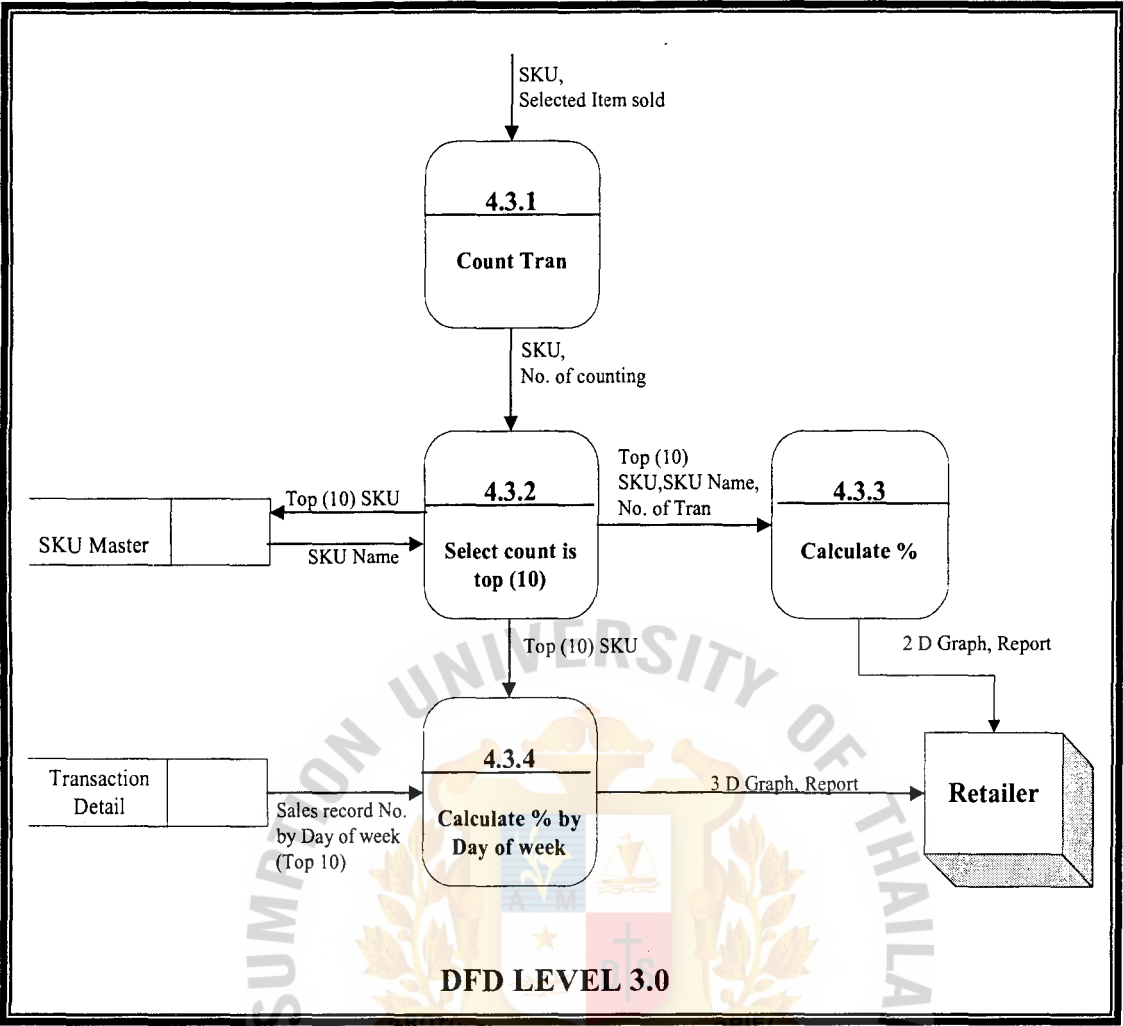 SKU,
Selected Item sold
4.3.1
Count Tran
SKU,
No. of counting
Top (10)
SKU,SKU Name,
No. of Tran
4.3.2
Select count is
top (10)
4.3.3
Calculate %
Top (10) SKU
SKU Master
SKU Name
Top (10) SKU
2 D Graph, Report
4.3.4
Calculate % by
Day of week
Transaction
Detail
Sales record No.
by Day of week
(Top 10)
3 D Graph, Report
Retailer
DFD LEVEL 3.0